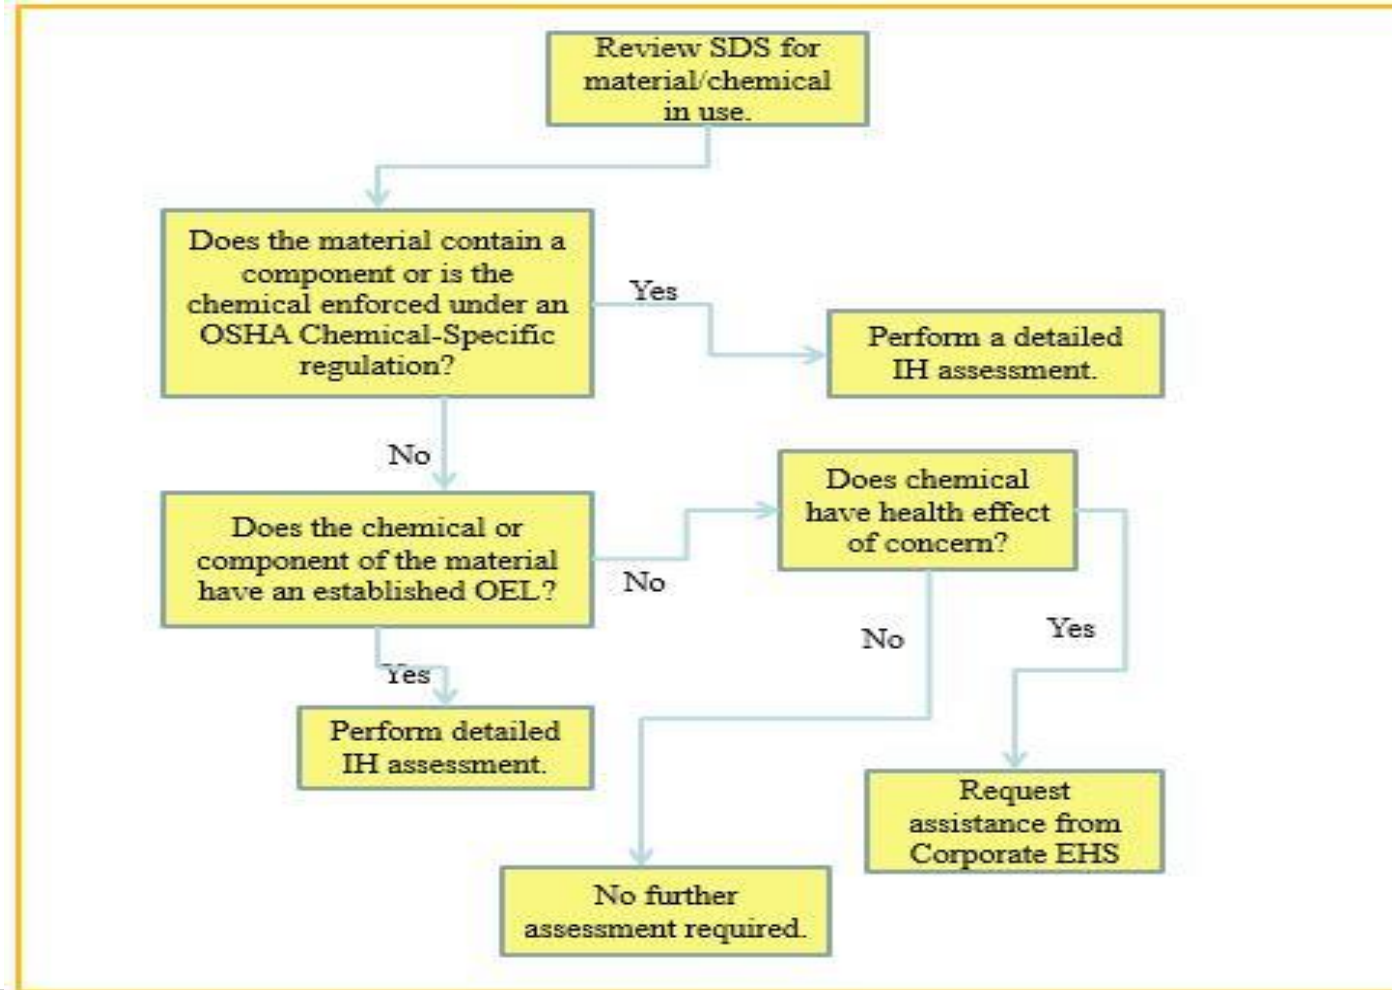 Review SDS for
material/chemical
in use.
Does the material contain a
component or is the
chemical enforced under an
OSHA Chemical-Specific
regulation?
Yes
Perform a detailed
IH assessment.
No
Does the chemical or
component of the material
have an established OEL?
No
Does chemical
have health effect
of concern?
Yes
Perform detailed
IH assessment.
No
Yes
Request
assistance from
Corporate EHS
No further
assessment required.